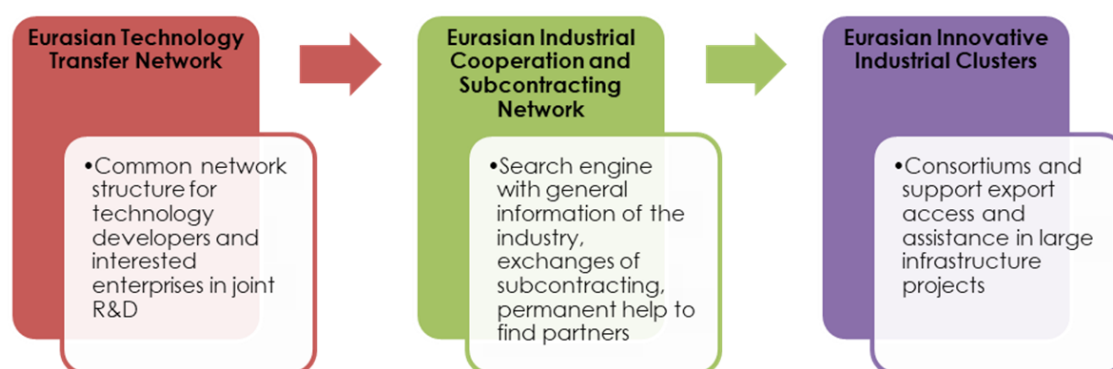 Eurasian Technology
Transfer Network
•Common network
structure for
technology
developers and
interested
enterprises in joint
R&D
Eurasian Industrial
Cooperation and
Subcontracting
Network
•Search engine
with general
information of the
industry,
exchanges of
subcontracting,
permanent help to
find partners
Eurasian Innovative
Industrial Clusters
•Consortiums and
support export
access and
assistance in large
infrastructure
projects